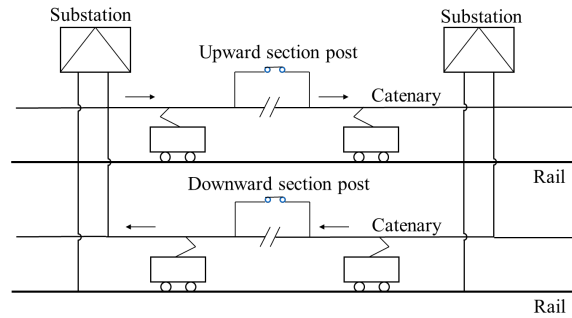 Substation
Substation
Upward section post
Catenary
Rail
Downward section post
Catenary
Rail